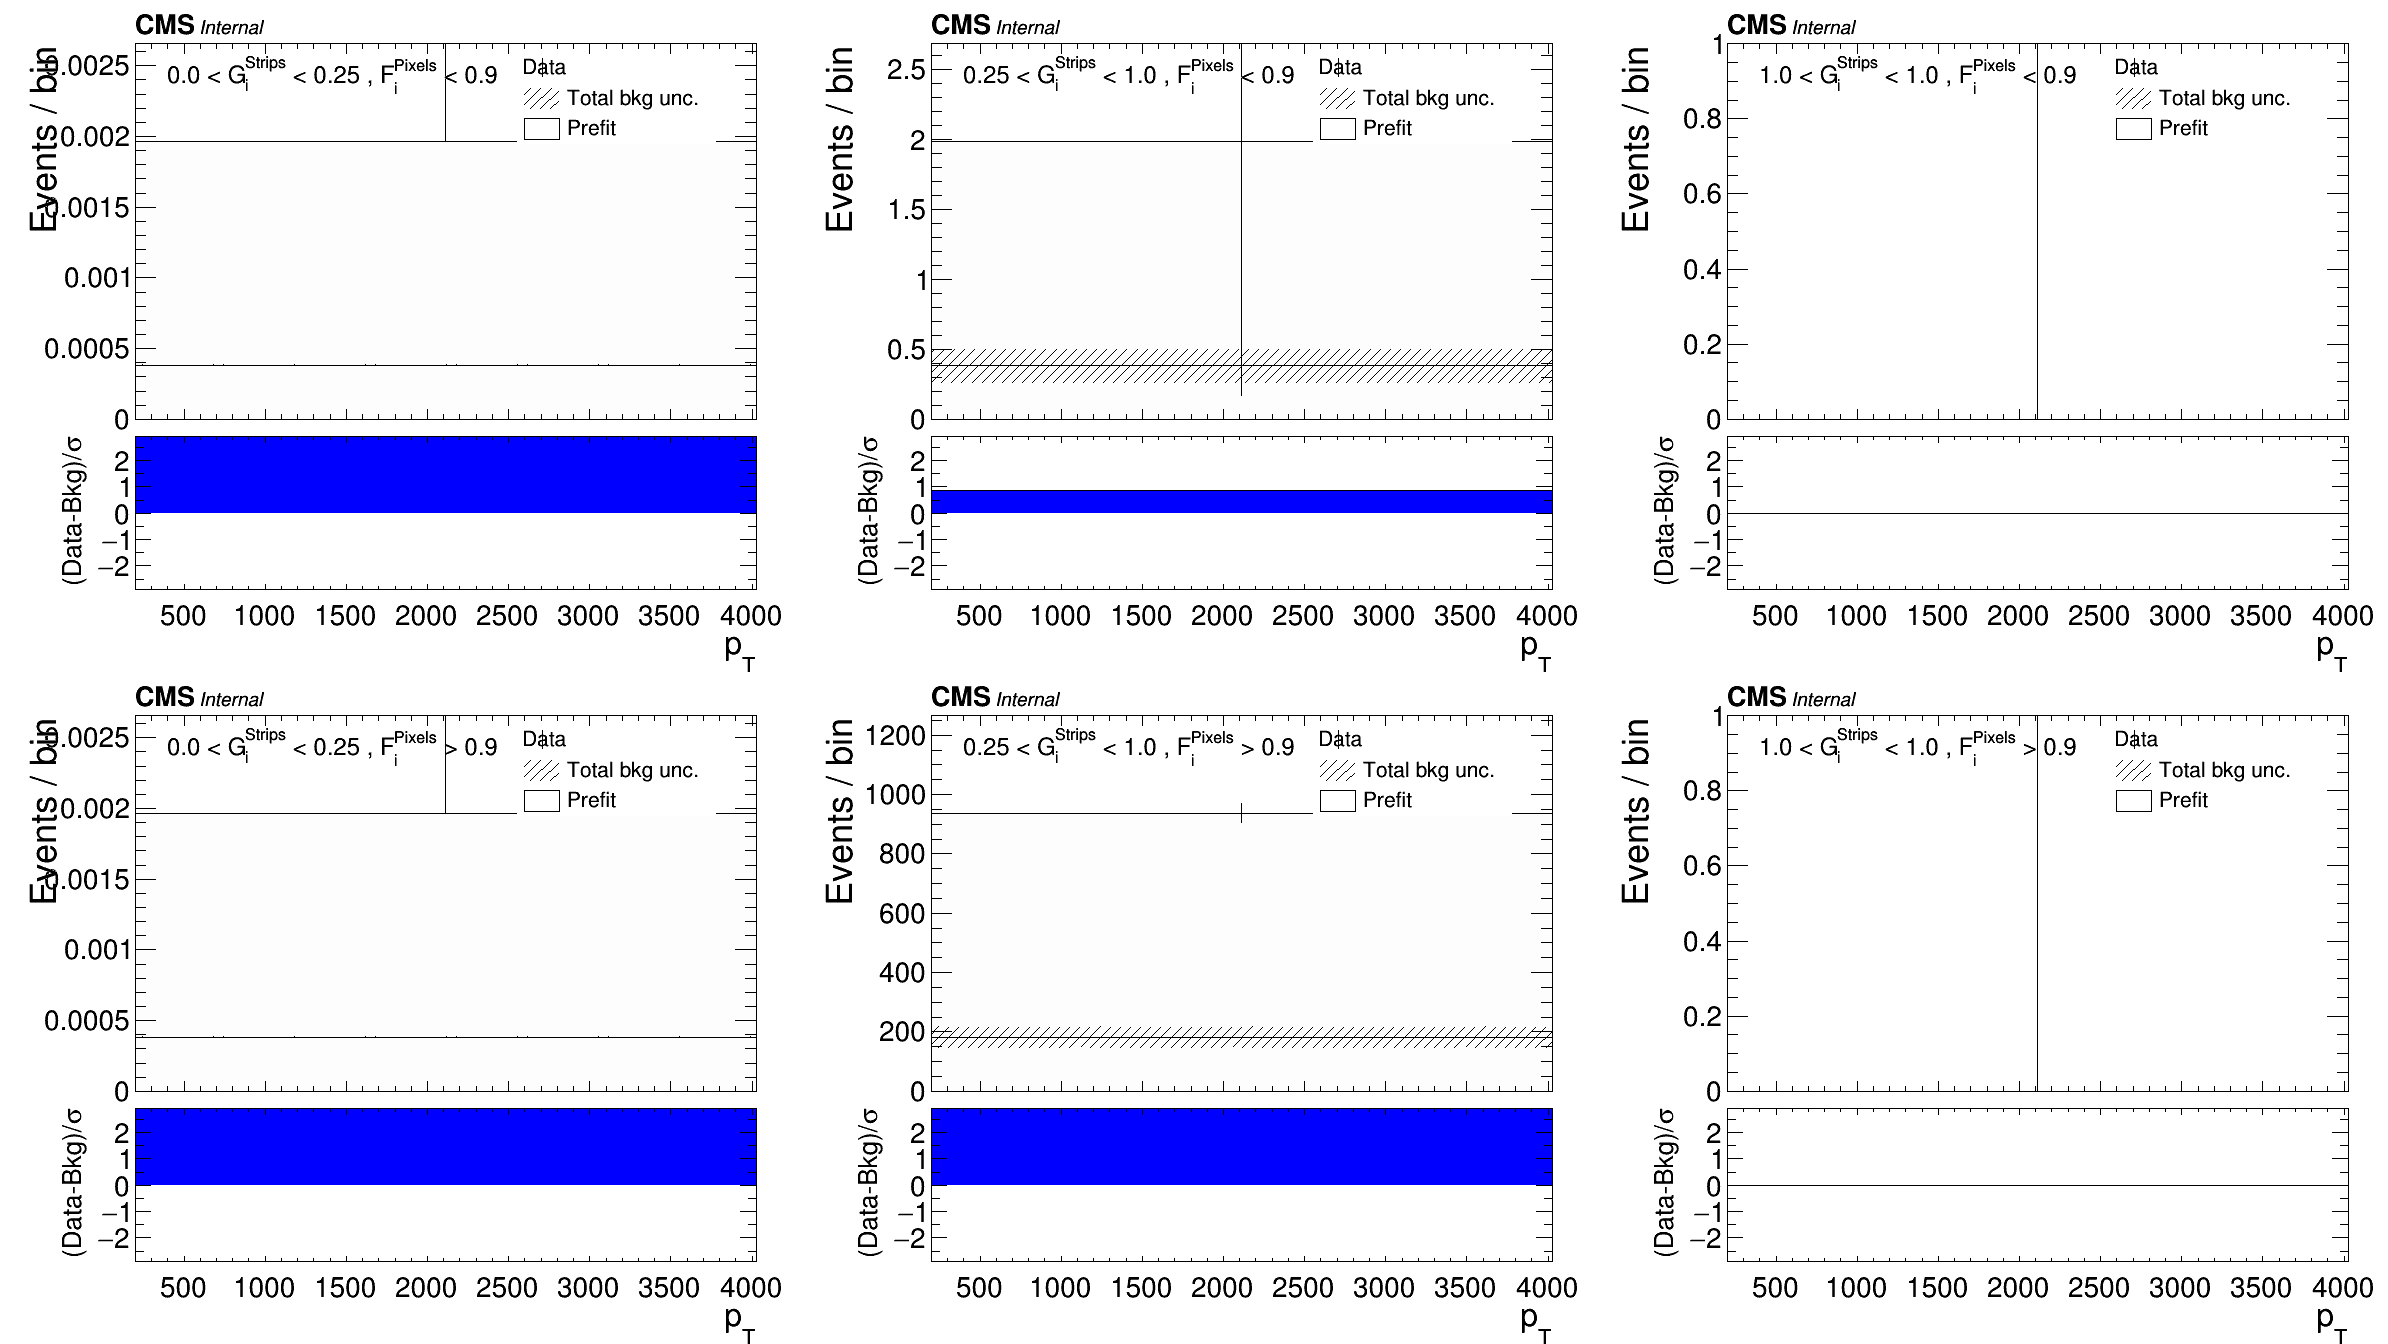 CMS Internal
Events / bin
0.0025
0.002
0.0015
0.001
0.0005
0
0.0 < G_i^Strips < 0.25 , F_i^Pixels < 0.9
Data
Total bkg unc.
Prefit
(Data-Bkg)/σ
2
1
0
−1
−2
500 1000 1500 2000 2500 3000 3500 4000
p_T
CMS Internal
Events / bin
2.5
2
1.5
1
0.5
0
0.25 < G_i^Strips < 1.0 , F_i^Pixels < 0.9
Data
Total bkg unc.
Prefit
(Data-Bkg)/σ
2
1
0
−1
−2
500 1000 1500 2000 2500 3000 3500 4000
p_T
CMS Internal
Events / bin
1
0.8
0.6
0.4
0.2
0
1.0 < G_i^Strips < 1.0 , F_i^Pixels < 0.9
Data
Total bkg unc.
Prefit
(Data-Bkg)/σ
2
1
0
−1
−2
500 1000 1500 2000 2500 3000 3500 4000
p_T
CMS Internal
Events / bin
0.0025
0.002
0.0015
0.001
0.0005
0
0.0 < G_i^Strips < 0.25 , F_i^Pixels > 0.9
Data
Total bkg unc.
Prefit
(Data-Bkg)/σ
2
1
0
−1
−2
500 1000 1500 2000 2500 3000 3500 4000
p_T
CMS Internal
Events / bin
1200
1000
800
600
400
200
0
0.25 < G_i^Strips < 1.0 , F_i^Pixels > 0.9
Data
Total bkg unc.
Prefit
(Data-Bkg)/σ
2
1
0
−1
−2
500 1000 1500 2000 2500 3000 3500 4000
p_T
CMS Internal
Events / bin
1
0.8
0.6
0.4
0.2
0
1.0 < G_i^Strips < 1.0 , F_i^Pixels > 0.9
Data
Total bkg unc.
Prefit
(Data-Bkg)/σ
2
1
0
−1
−2
500 1000 1500 2000 2500 3000 3500 4000
p_T